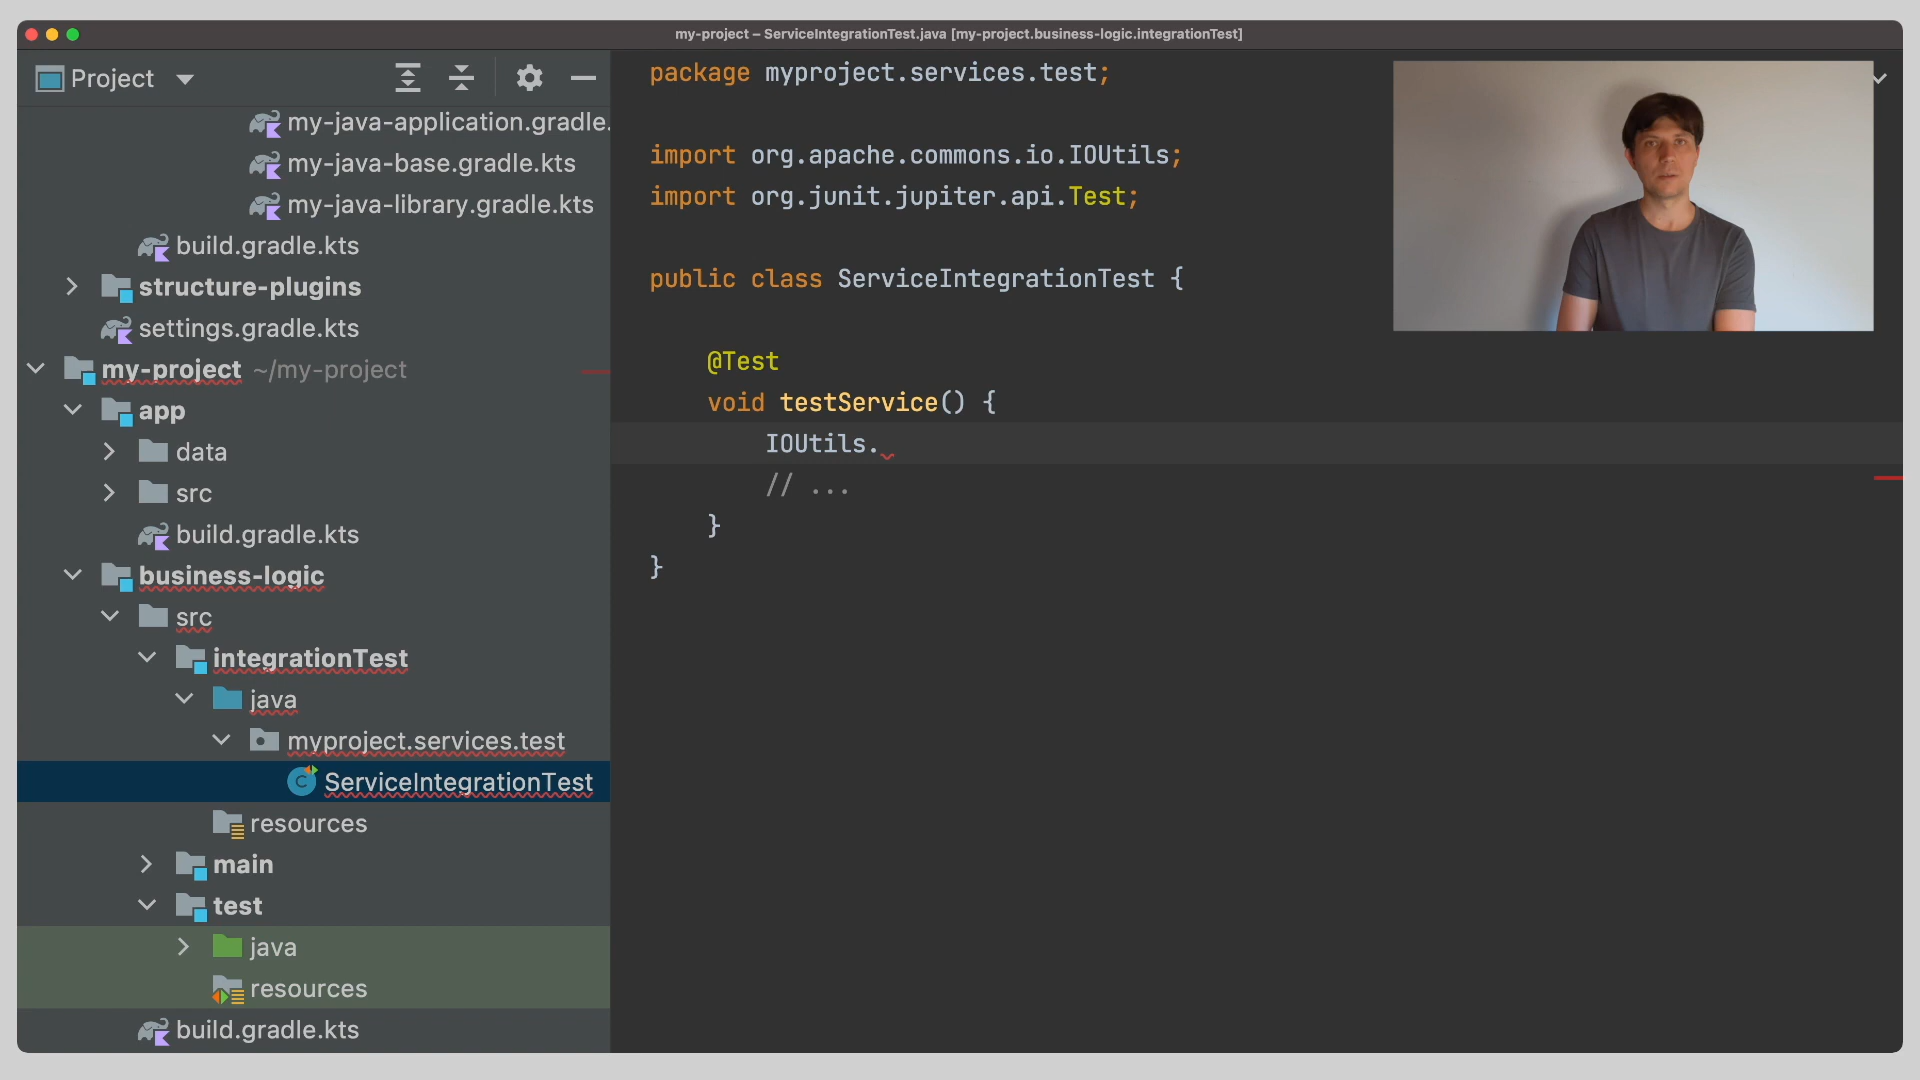 my-project – ServiceIntegrationTest.java [my-project.business-logic.integrationTest]
Project
my-java-application.gradle.
my-java-base.gradle.kts
my-java-library.gradle.kts
build.gradle.kts
structure-plugins
settings.gradle.kts
my-project ~/my-project
app
data
src
build.gradle.kts
business-logic
src
integrationTest
java
myproject.services.test
ServiceIntegrationTest
resources
main
test
java
resources
build.gradle.kts
package myproject.services.test;
import org.apache.commons.io.IOUtils;
import org.junit.jupiter.api.Test;
public class ServiceIntegrationTest {
@Test
void testService() {
IOUtils.
// ...
}
}